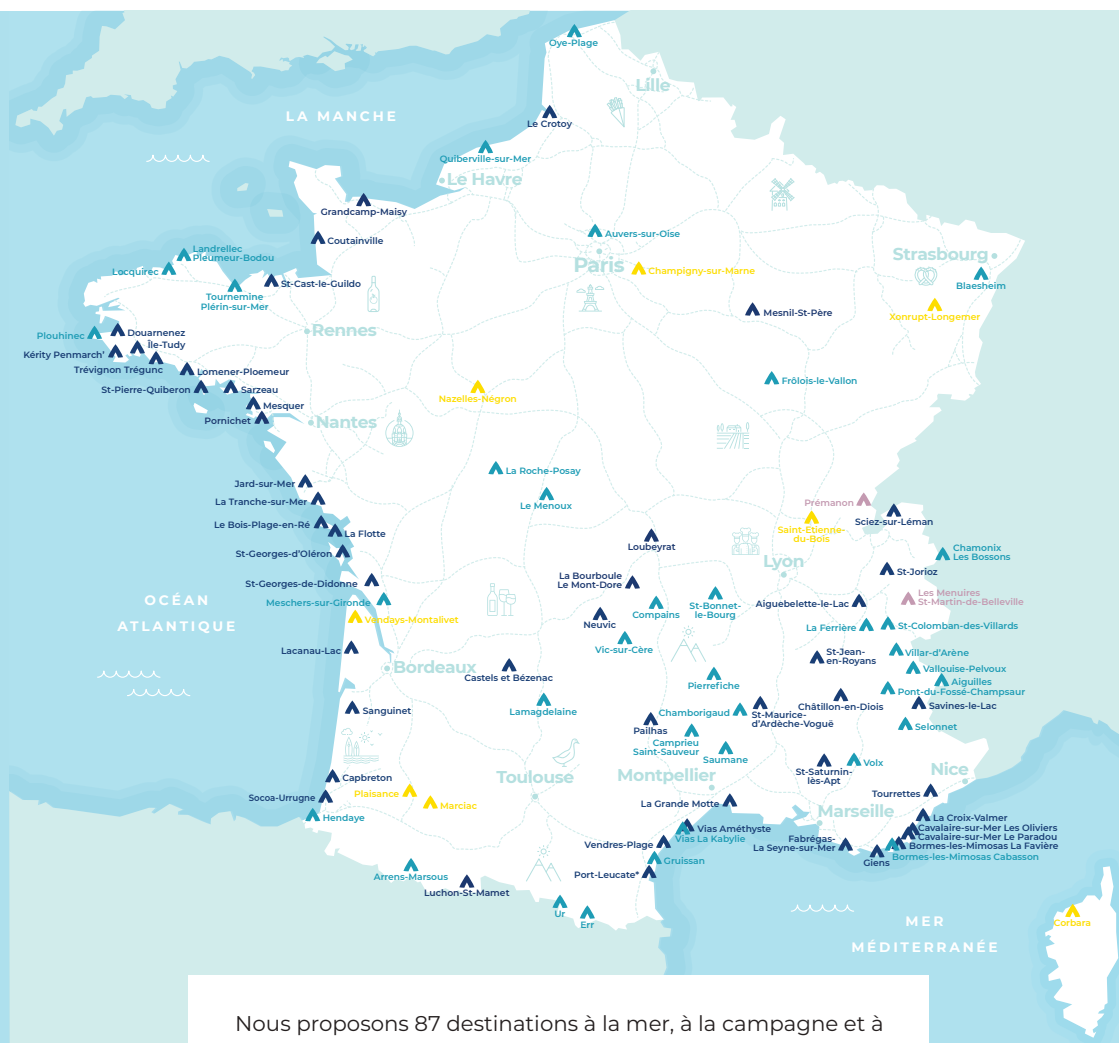 Oye-Plage
Lille
LA MANCHE
Le Crotoy
Quiberville-sur-Mer
Le Havre
Grandcamp-Maisy
Coutainville
Auvers-sur-Oise
Paris
Champigny-sur-Marne
Strasbourg
Blaesheim
Landrellec
Pleumeur-Bodou
Locquirec
St-Cast-le-Guildo
Tournemine
Plérin-sur-Mer
Mesnil-St-Père
Xonrupt-Longemer
Rennes
Plouhinec
Douarnenez
Île-Tudy
Kérity Penmarch'
Trévignon Trégunc
Lomener-Ploemeur
St-Pierre-Quiberon
Sarzeau
Mesquer
Pornichet
Nantes
Nazelles-Négron
Frôlois-le-Vallon
La Roche-Posay
Le Menoux
Jard-sur-Mer
La Tranche-sur-Mer
Le Bois-Plage-en-Ré
La Flotte
St-Georges-d'Oléron
St-Georges-de-Didonne
Meschers-sur-Gironde
Vendays-Montalivet
OCÉAN
ATLANTIQUE
Prémanon
Saint-Etienne-
du-Bois
Sciez-sur-Léman
Loubeyrat
Lyon
Chamonix
Les Bossons
St-Jorioz
La Bourboule
Le Mont-Dore
Les Menuires
St-Martin-de-Belleville
Aiguebelette-le-Lac
Compains
St-Bonnet-
le-Bourg
Neuvic
La Ferrière
St-Colomban-des-Villards
Vic-sur-Cère
Lacanau-Lac
Bordeaux
Castels et Bézenac
St-Jean-
en-Royans
Villar-d'Arène
Vallouise-Pelvoux
Aiguilles
Pont-du-Fossé-Champsaur
Pierrefiche
Sanguinet
Lamagdelaine
Chamborigaud
St-Maurice-
d'Ardèche-Voguë
Châtillon-en-Diois
Savines-le-Lac
Pailhas
Selonnet
Camprieu
Saint-Sauveur
Saumane
Capbreton
Socoa-Urrugne
Hendaye
Plaisance
Marciac
Toulouse
Montpellier
St-Saturnin-
lès-Apt
Volx
Nice
Tourrettes
La Grande Motte
Marseille
La Croix-Valmer
Vias Améthyste
Vias La Kabylie
Cavalaire-sur-Mer Les Oliviers
Cavalaire-sur-Mer Le Paradou
Vendres-Plage
Fabrégas-
La Seyne-sur-Mer
Bormes-les-Mimosas La Favière
Giens
Bormes-les-Mimosas Cabasson
Gruissan
Port-Leucate*
Arrens-Marsous
Luchon-St-Mamet
Ur
Err
MER
MÉDITERRANÉE
Corbara
Nous proposons 87 destinations à la mer, à la campagne et à